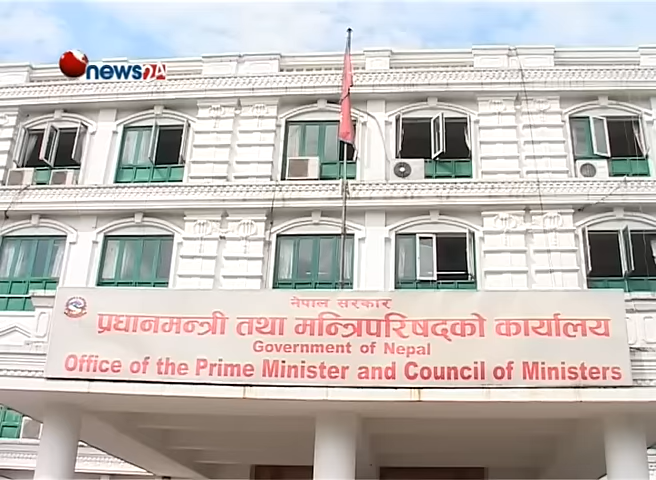 news24
नेपाल सरकार
प्रधानमन्त्री तथा मन्त्रिपरिषद्को कार्यालय
Government of Nepal
Office of the Prime Minister and Council of Ministers